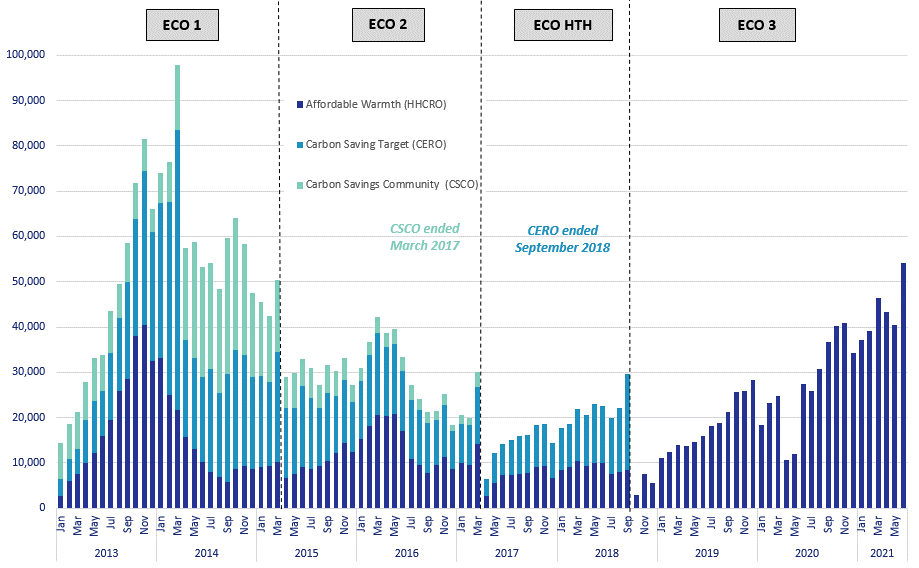 ECO 1
ECO 2
ECO HTH
ECO 3
100,000
90,000
80,000
70,000
60,000
50,000
40,000
30,000
20,000
10,000
0
Affordable Warmth (HHCRO)
Carbon Saving Target (CERO)
Carbon Savings Community (CSCO)
CSCO ended
March 2017
CERO ended
September 2018
Jan Mar May Jul Sep Nov Jan Mar May Jul Sep Nov Jan Mar May Jul Sep Nov Jan Mar May Jul Sep Nov Jan Mar May Jul Sep Nov Jan Mar May Jul Sep Nov Jan Mar May Jul Sep Nov Jan Mar May Jul Sep Nov Jan Mar May
2013 2014 2015 2016 2017 2018 2019 2020 2021